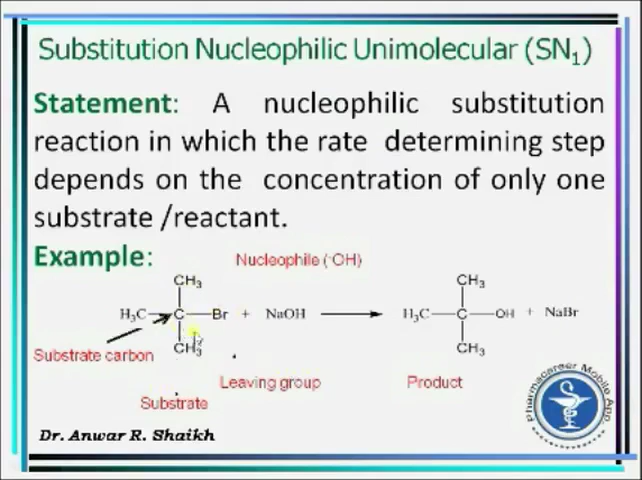 Substitution Nucleophilic Unimolecular (SN1)
Statement: A nucleophilic substitution
reaction in which the rate determining step
depends on the concentration of only one
substrate /reactant.
Example:
Nucleophile (-OH)
CH3 CH3
H3C—C—Br + NaOH H3C—C—OH + NaBr
CH3 CH3
Substrate carbon
Leaving group
Product
Substrate
Dr. Anwar R. Shaikh
Pharmacareer Mobile App